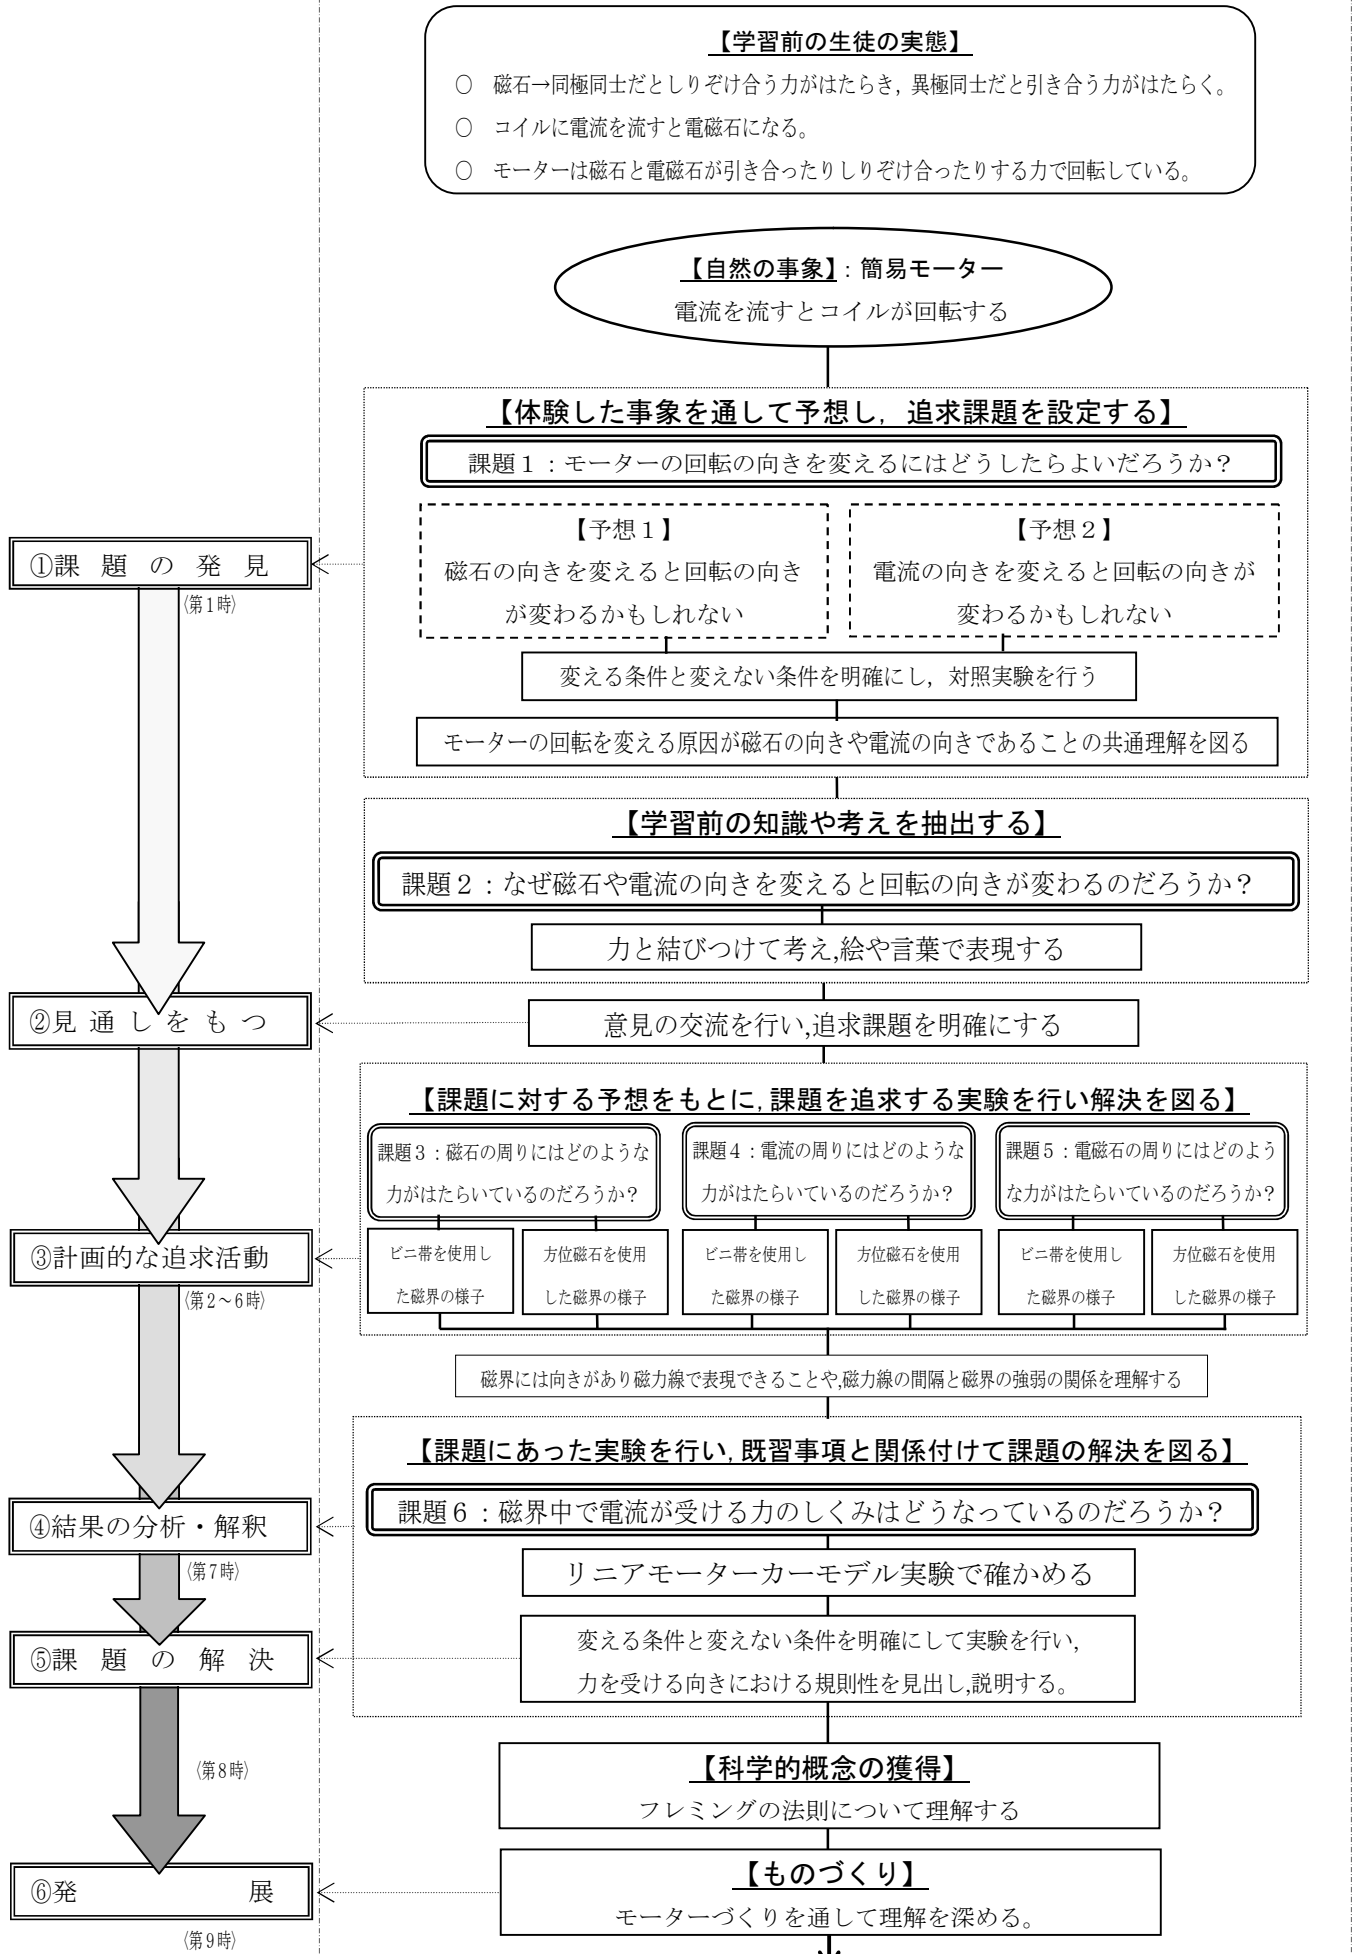 【学習前の生徒の実態】
○ 磁石→同極同士だとしりぞけ合う力がはたらき，異極同士だと引き合う力がはたらく。
○ コイルに電流を流すと電磁石になる。
○ モーターは磁石と電磁石が引き合ったりしりぞけ合ったりする力で回転している。
【自然の事象】：簡易モーター
電流を流すとコイルが回転する
【体験した事象を通して予想し，追求課題を設定する】
課題１：モーターの回転の向きを変えるにはどうしたらよいだろうか？
【予想１】
磁石の向きを変えると回転の向き
が変わるかもしれない
【予想２】
電流の向きを変えると回転の向きが
変わるかもしれない
①課題の発見
〈第1時〉
変える条件と変えない条件を明確にし，対照実験を行う
モーターの回転を変える原因が磁石の向きや電流の向きであることの共通理解を図る
【学習前の知識や考えを抽出する】
課題２：なぜ磁石や電流の向きを変えると回転の向きが変わるのだろうか？
力と結びつけて考え,絵や言葉で表現する
②見通しをもつ
意見の交流を行い,追求課題を明確にする
【課題に対する予想をもとに,課題を追求する実験を行い解決を図る】
課題３：磁石の周りにはどのような
力がはたらいているのだろうか？
課題４：電流の周りにはどのような
力がはたらいているのだろうか？
課題５：電磁石の周りにはどのよう
な力がはたらいているのだろうか？
③計画的な追求活動
〈第2～6時〉
ビニ帯を使用し
た磁界の様子
方位磁石を使用
した磁界の様子
ビニ帯を使用し
た磁界の様子
方位磁石を使用
した磁界の様子
ビニ帯を使用し
た磁界の様子
方位磁石を使用
した磁界の様子
磁界には向きがあり磁力線で表現できることや,磁力線の間隔と磁界の強弱の関係を理解する
【課題にあった実験を行い,既習事項と関係付けて課題の解決を図る】
課題６：磁界中で電流が受ける力のしくみはどうなっているのだろうか？
④結果の分析・解釈
〈第7時〉
リニアモーターカーモデル実験で確かめる
変える条件と変えない条件を明確にして実験を行い，
力を受ける向きにおける規則性を見出し,説明する。
⑤課題の解決
〈第8時〉
【科学的概念の獲得】
フレミングの法則について理解する
【ものづくり】
モーターづくりを通して理解を深める。
⑥発展
〈第9時〉